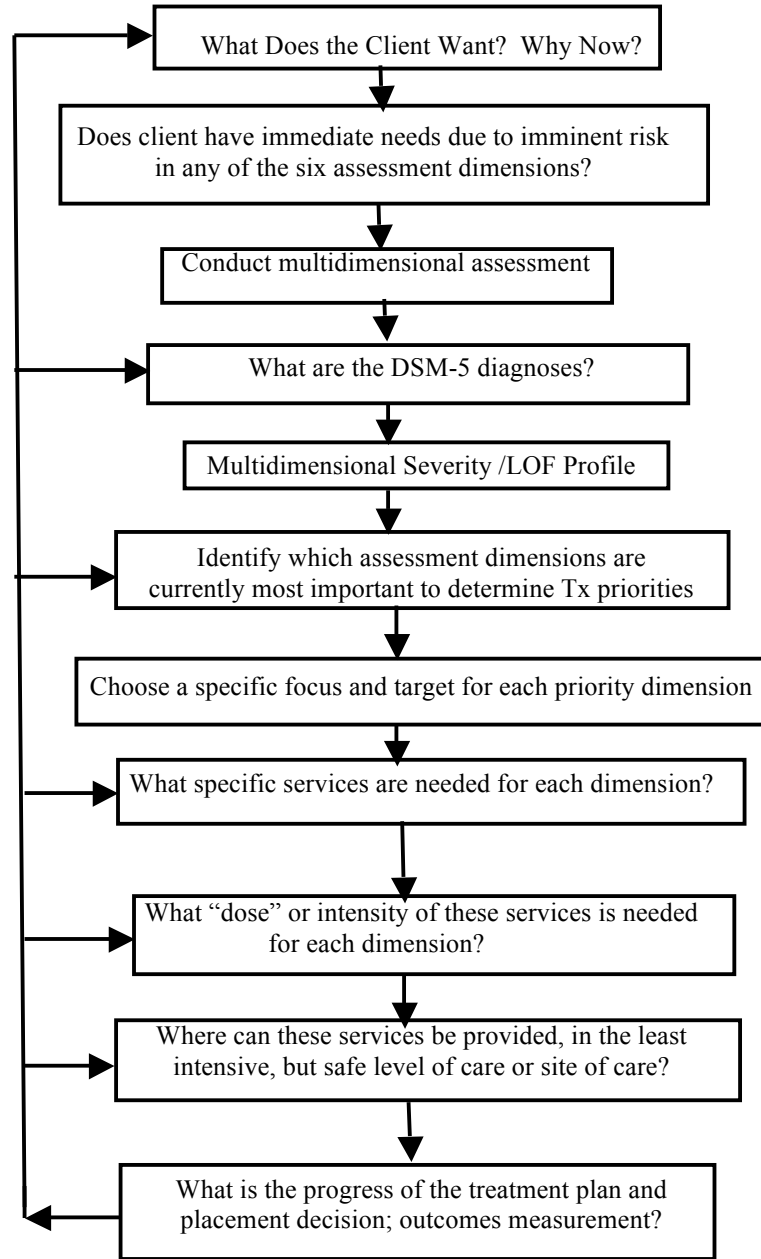 What Does the Client Want? Why Now?
Does client have immediate needs due to imminent risk
in any of the six assessment dimensions?
Conduct multidimensional assessment
What are the DSM-5 diagnoses?
Multidimensional Severity /LOF Profile
Identify which assessment dimensions are
currently most important to determine Tx priorities
Choose a specific focus and target for each priority dimension
What specific services are needed for each dimension?
What “dose” or intensity of these services is needed
for each dimension?
Where can these services be provided, in the least
intensive, but safe level of care or site of care?
What is the progress of the treatment plan and
placement decision; outcomes measurement?